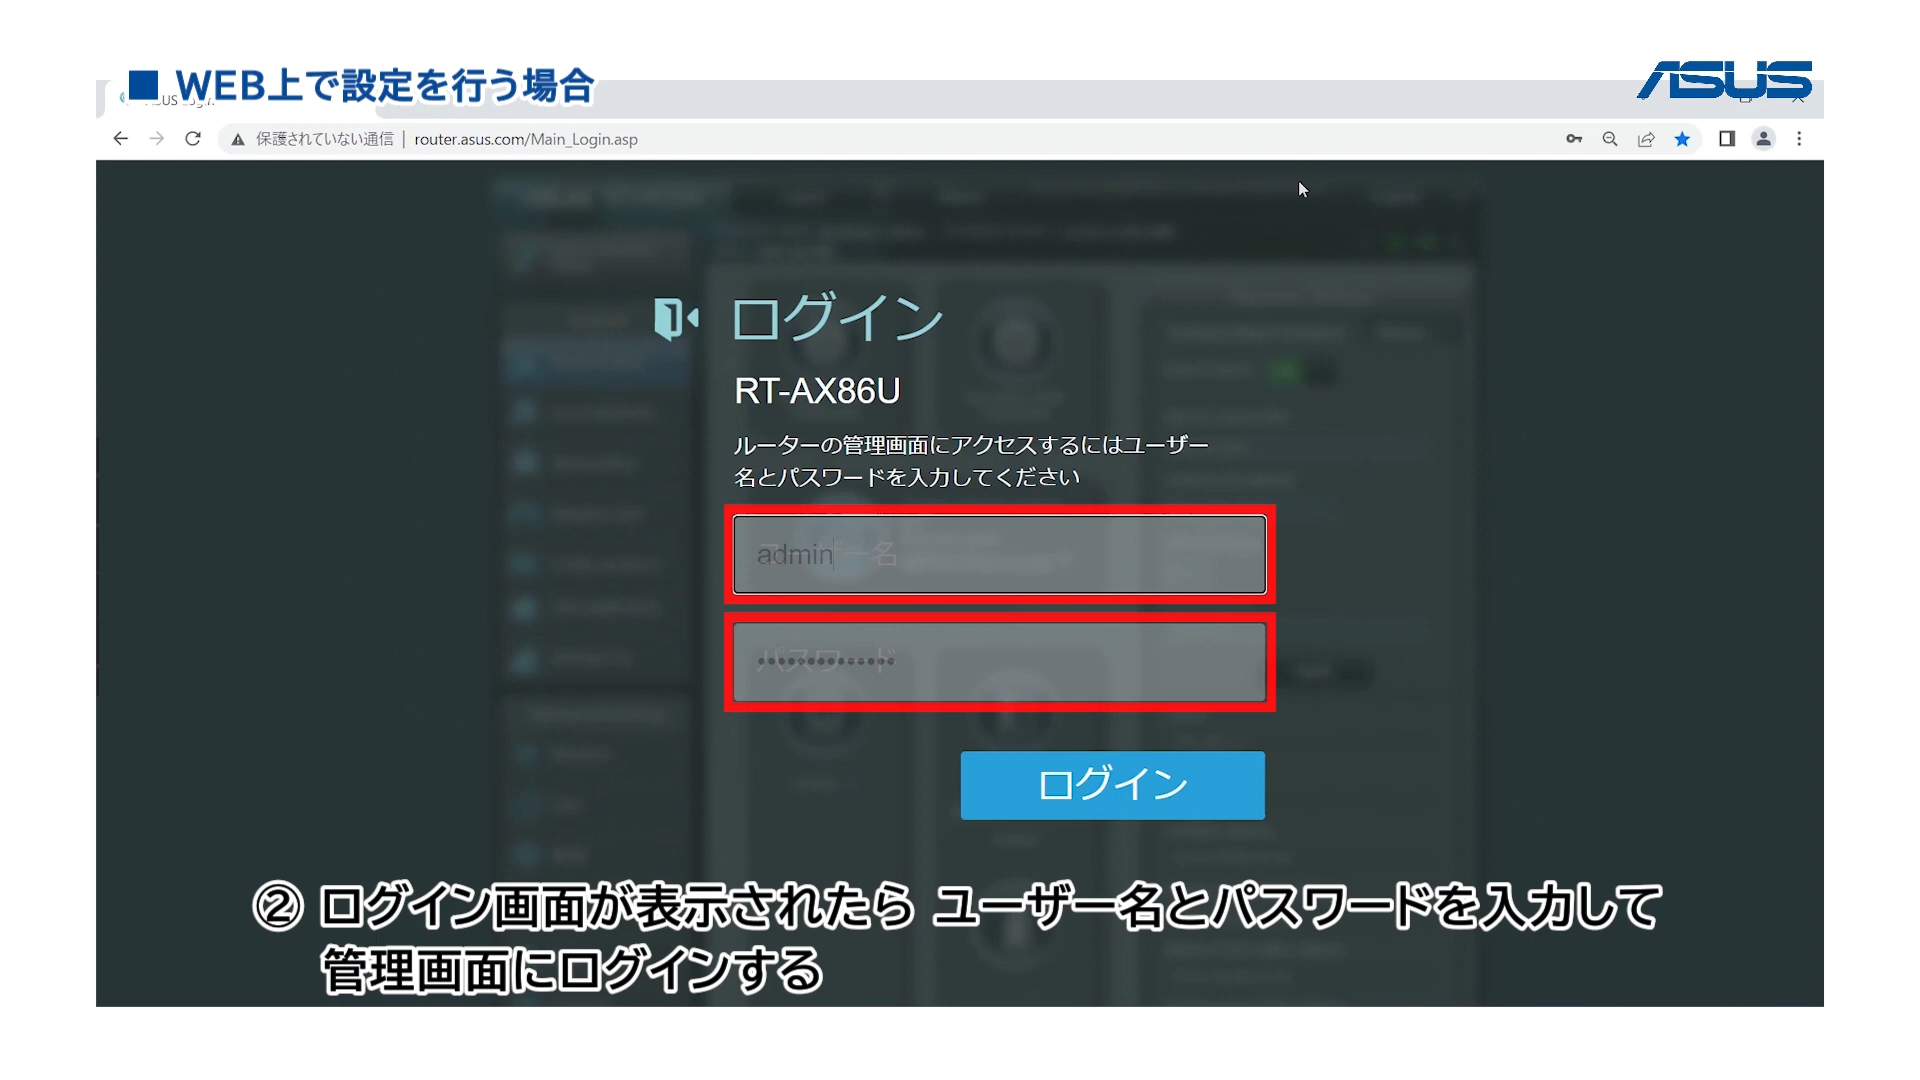 ■ WEB上で設定を行う場合
ASUS
保護されていない通信 | router.asus.com/Main_Login.asp
ログイン
RT-AX86U
ルーターの管理画面にアクセスするにはユーザー
名とパスワードを入力してください
admin
パスワード
ログイン
② ログイン画面が表示されたら ユーザー名とパスワードを入力して
管理画面にログインする